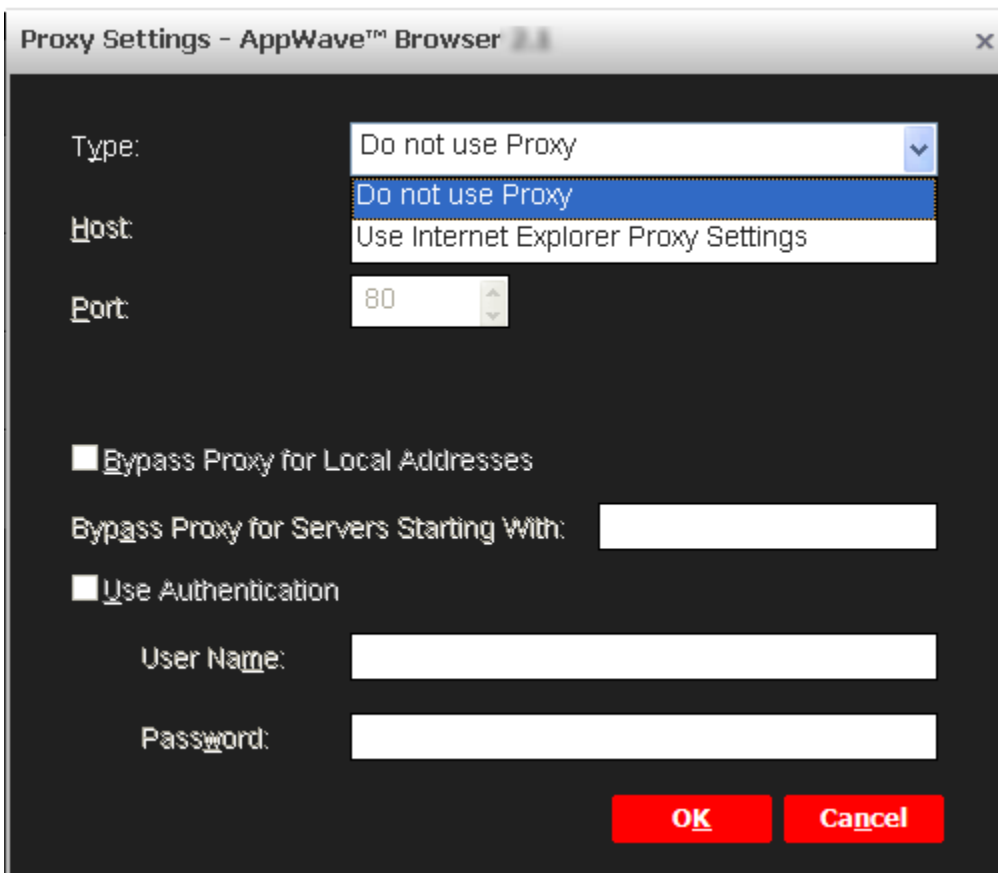 Proxy Settings - AppWave™ Browser
Type:
Do not use Proxy
Do not use Proxy
Use Internet Explorer Proxy Settings
Host:
Port:
80
Bypass Proxy for Local Addresses
Bypass Proxy for Servers Starting With:
Use Authentication
User Name:
Password:
OK
Cancel